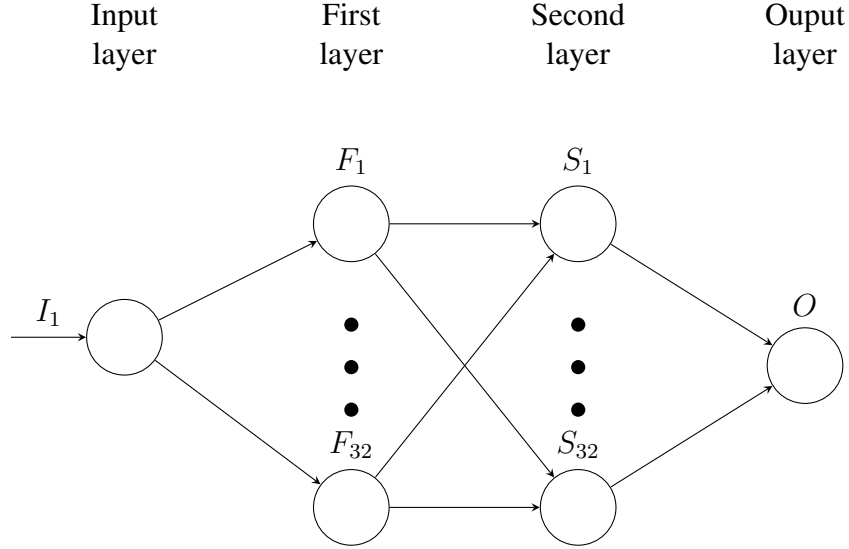 Input layer
First layer
Second layer
Ouput layer
F₁
S₁
I₁
O
F₃₂
S₃₂